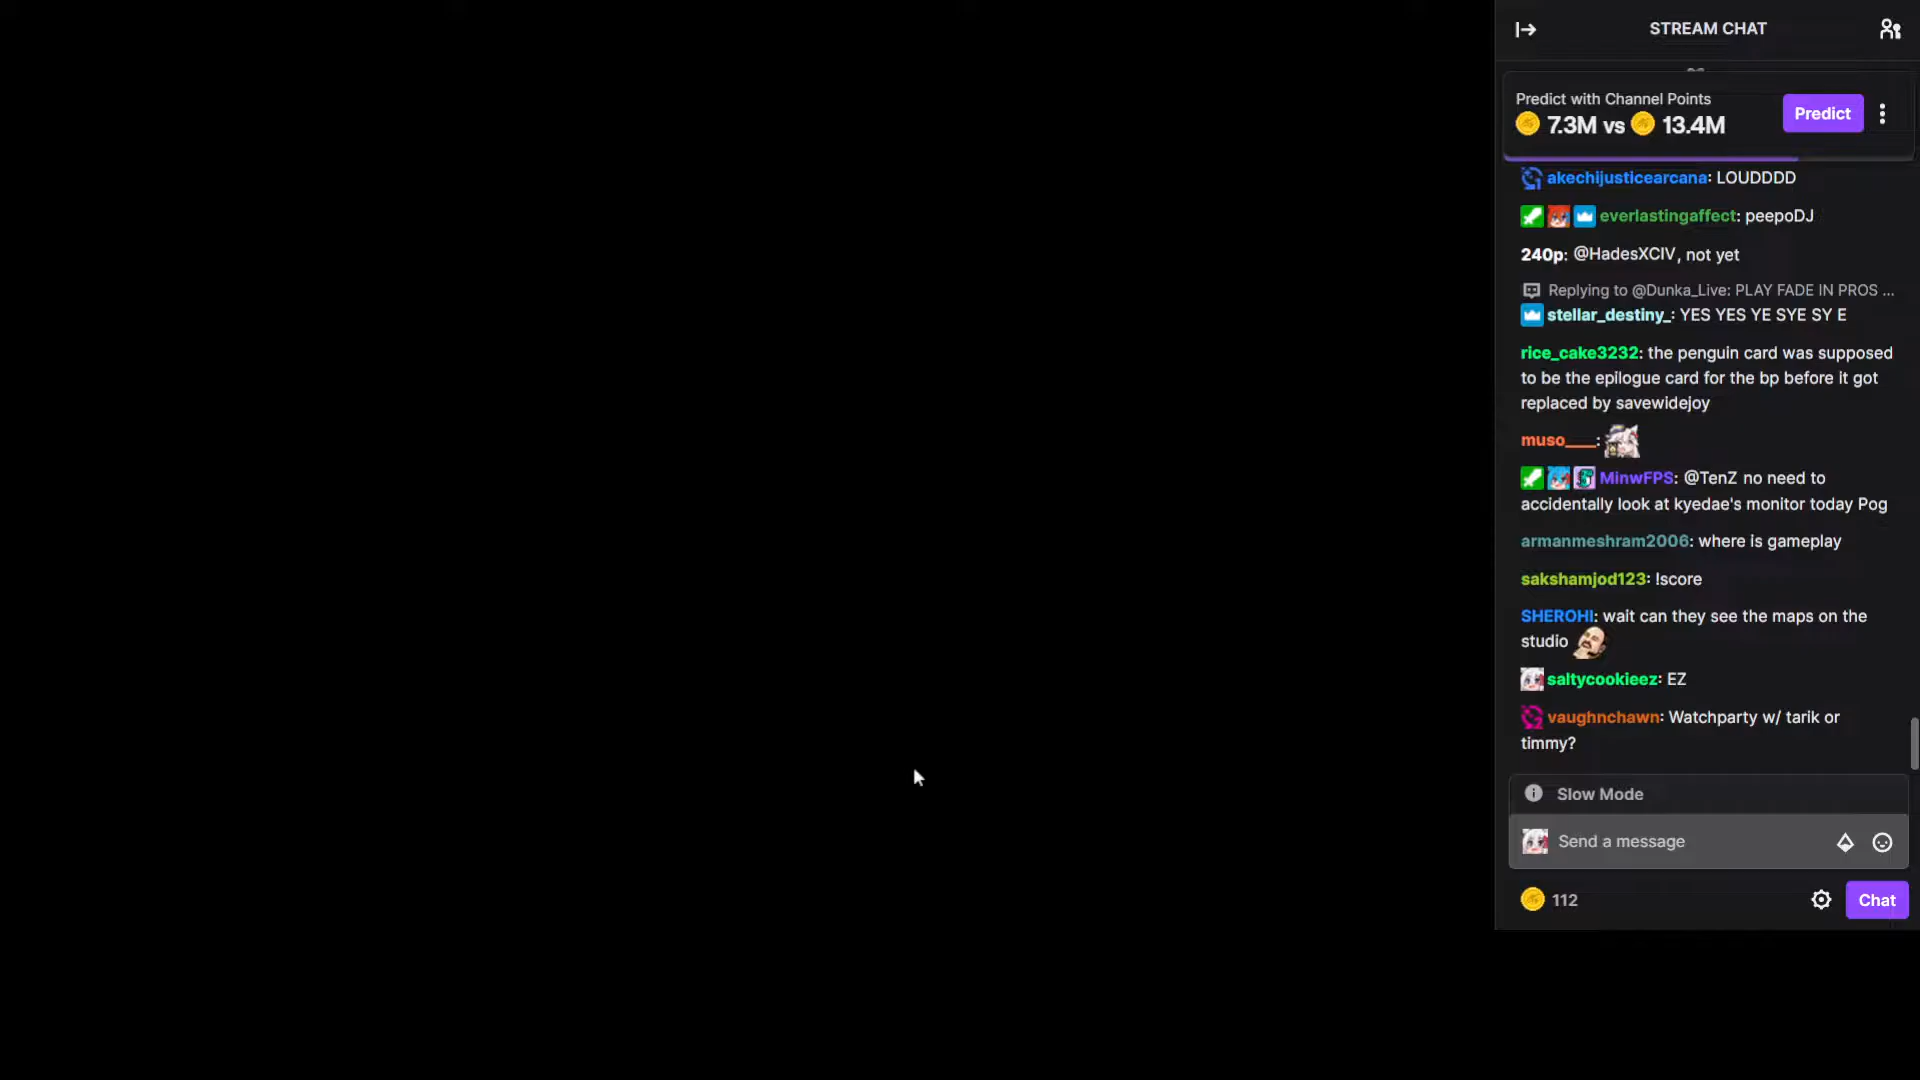 STREAM CHAT
Predict with Channel Points
7.3M vs 13.4M
Predict
akechijusticearcana: LOUDDDD
everlastingaffect: peepoDJ
240p: @HadesXCIV, not yet
Replying to @Dunka_Live: PLAY FADE IN PROS ...
stellar_destiny_: YES YES YE SYE SY E
rice_cake3232: the penguin card was supposed
to be the epilogue card for the bp before it got
replaced by savewidejoy
muso____:
MinwFPS: @TenZ no need to
accidentally look at kyedae's monitor today Pog
armanmeshram2006: where is gameplay
sakshamjod123: !score
SHEROHI: wait can they see the maps on the
studio
saltycookieez: EZ
vaughnchawn: Watchparty w/ tarik or
timmy?
Slow Mode
Send a message
112
Chat